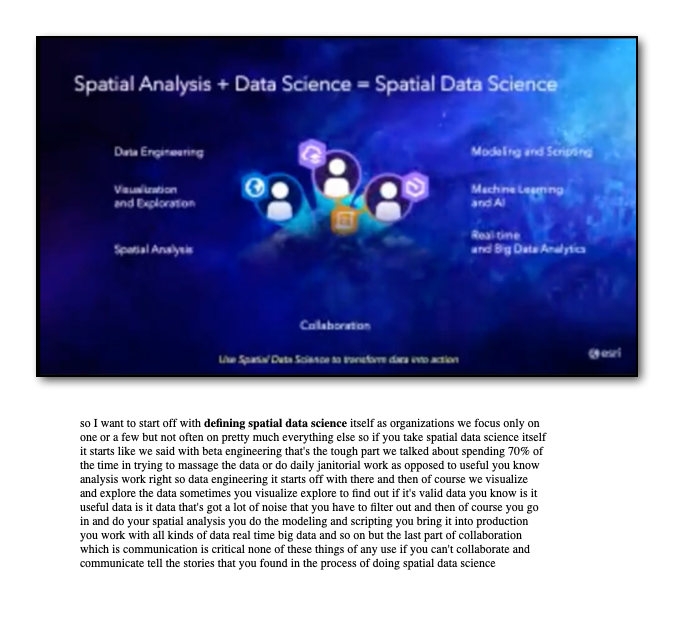 Spatial Analysis + Data Science = Spatial Data Science
Data Engineering
Visualization
and Exploration
Spatial Analysis
Modeling and Scripting
Machine Learning
and AI
Real-time
and Big Data Analytics
Collaboration
Use Spatial Data Science to transform data into action
esri
so I want to start off with defining spatial data science itself as organizations we focus only on
one or a few but not often on pretty much everything else so if you take spatial data science itself
it starts like we said with beta engineering that's the tough part we talked about spending 70% of
the time in trying to massage the data or do daily janitorial work as opposed to useful you know
analysis work right so data engineering it starts off with there and then of course we visualize
and explore the data sometimes you visualize explore to find out if it's valid data you know is it
useful data is it data that's got a lot of noise that you have to filter out and then of course you go
in and do your spatial analysis you do the modeling and scripting you bring it into production
you work with all kinds of data real time big data and so on but the last part of collaboration
which is communication is critical none of these things of any use if you can't collaborate and
communicate tell the stories that you found in the process of doing spatial data science